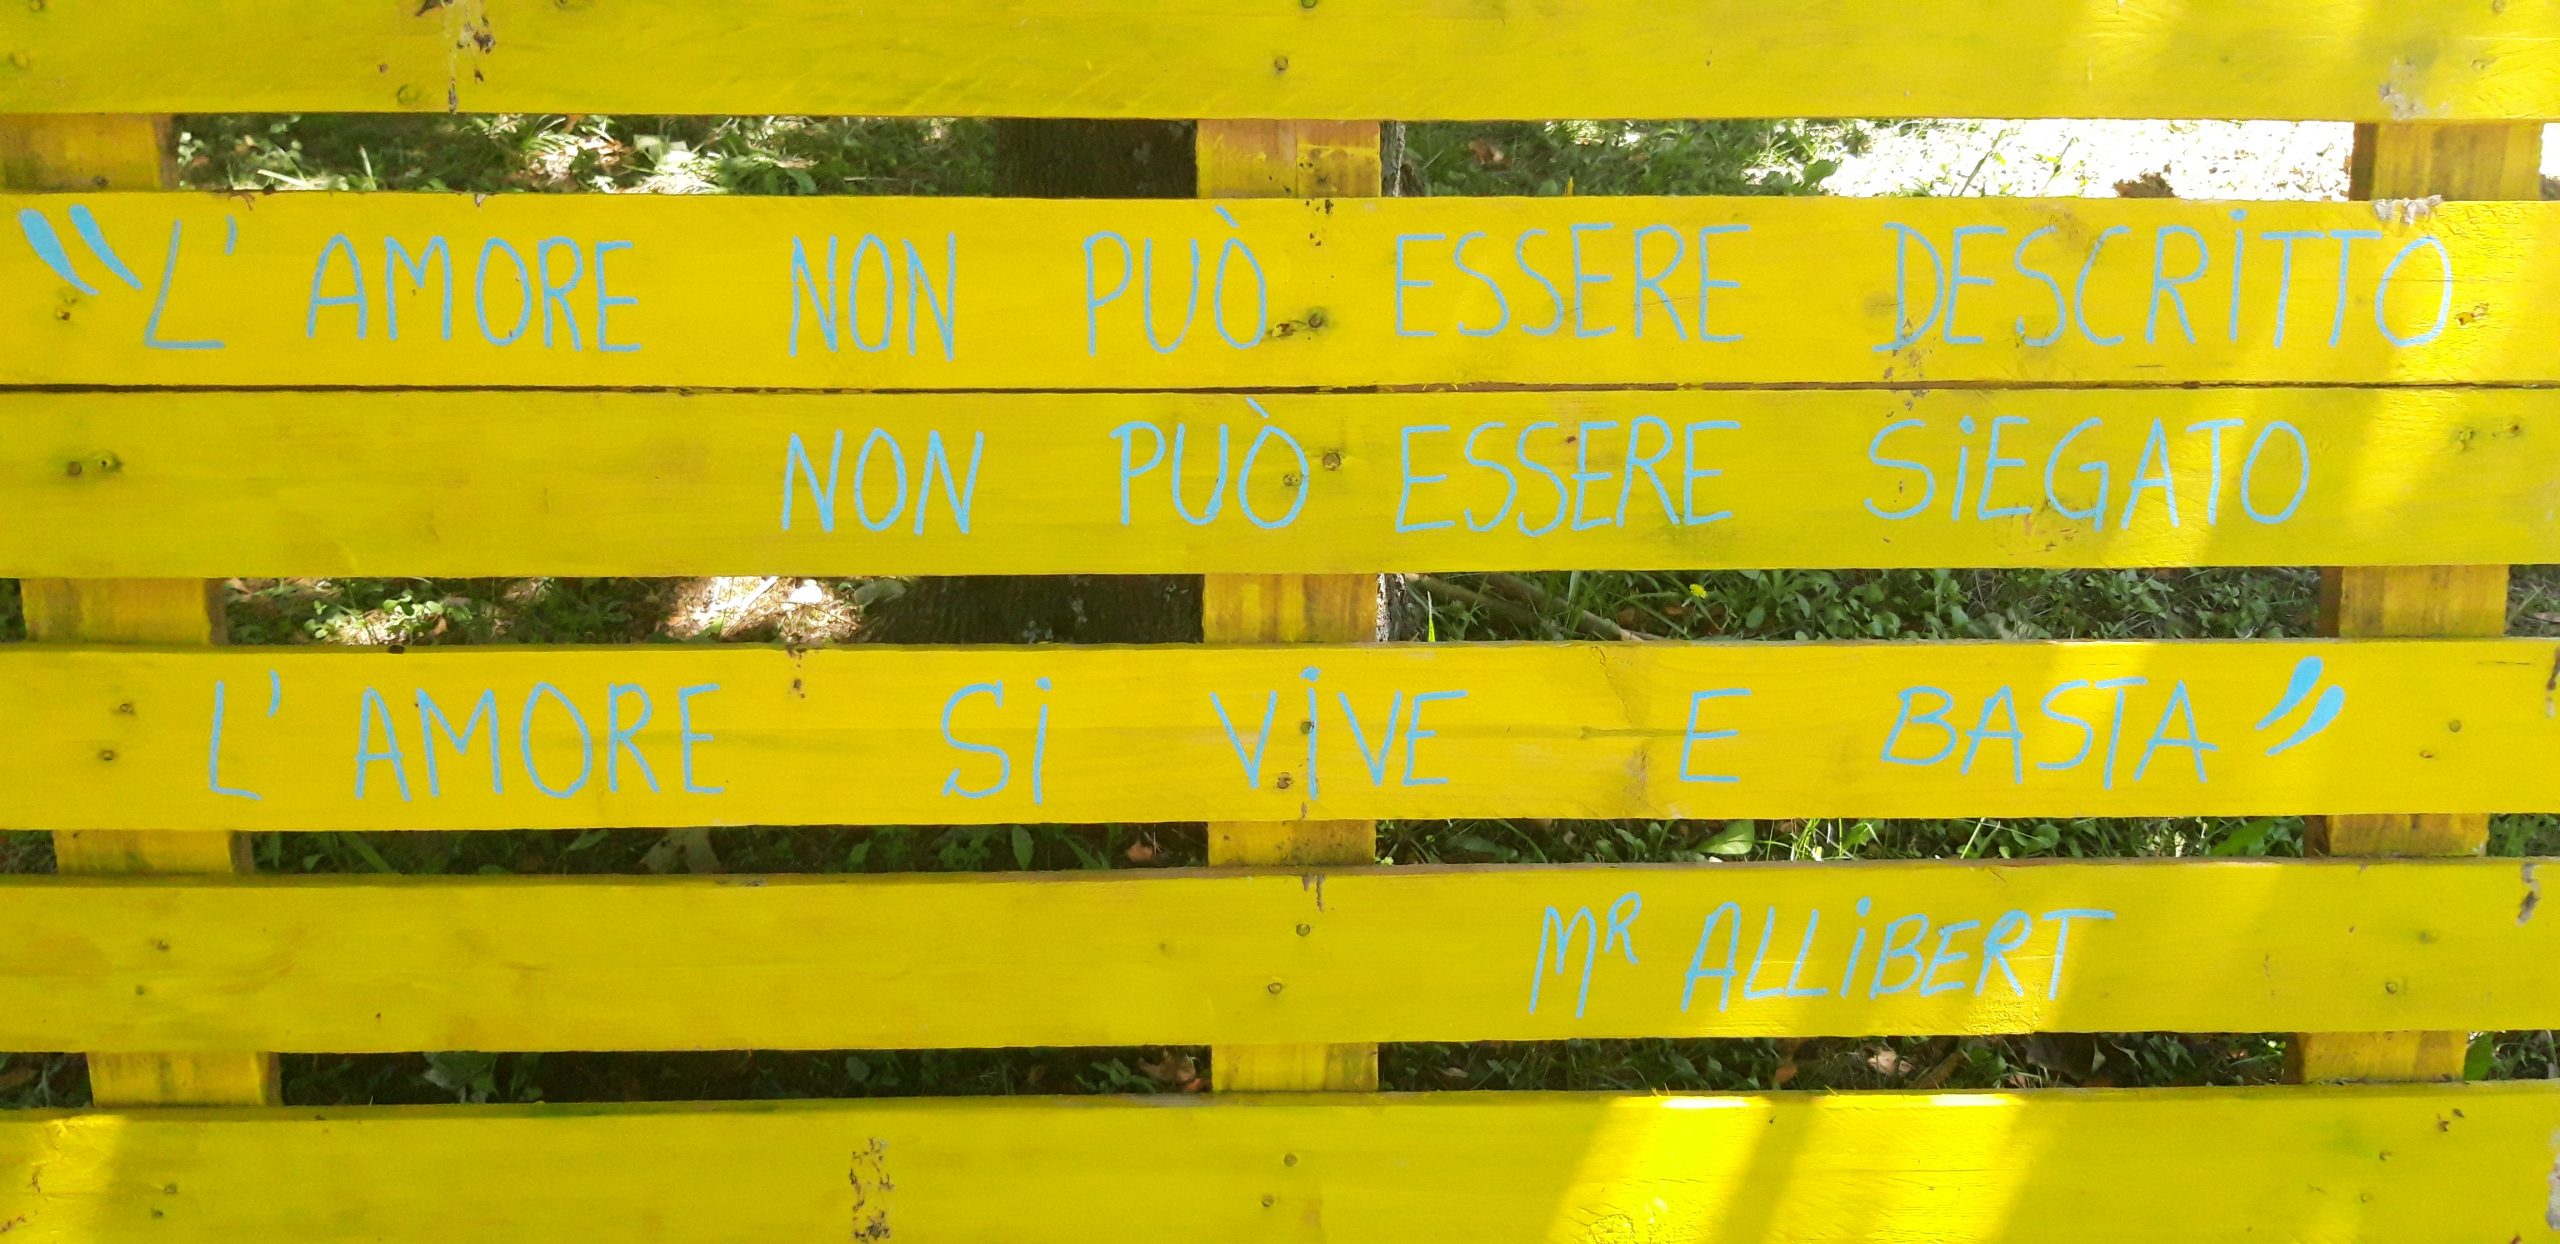 "L'AMORE NON PUÒ ESSERE DESCRITTO
NON PUÒ ESSERE SIEGATO
L'AMORE SI VIVE E BASTA"
MR ALLIBERT